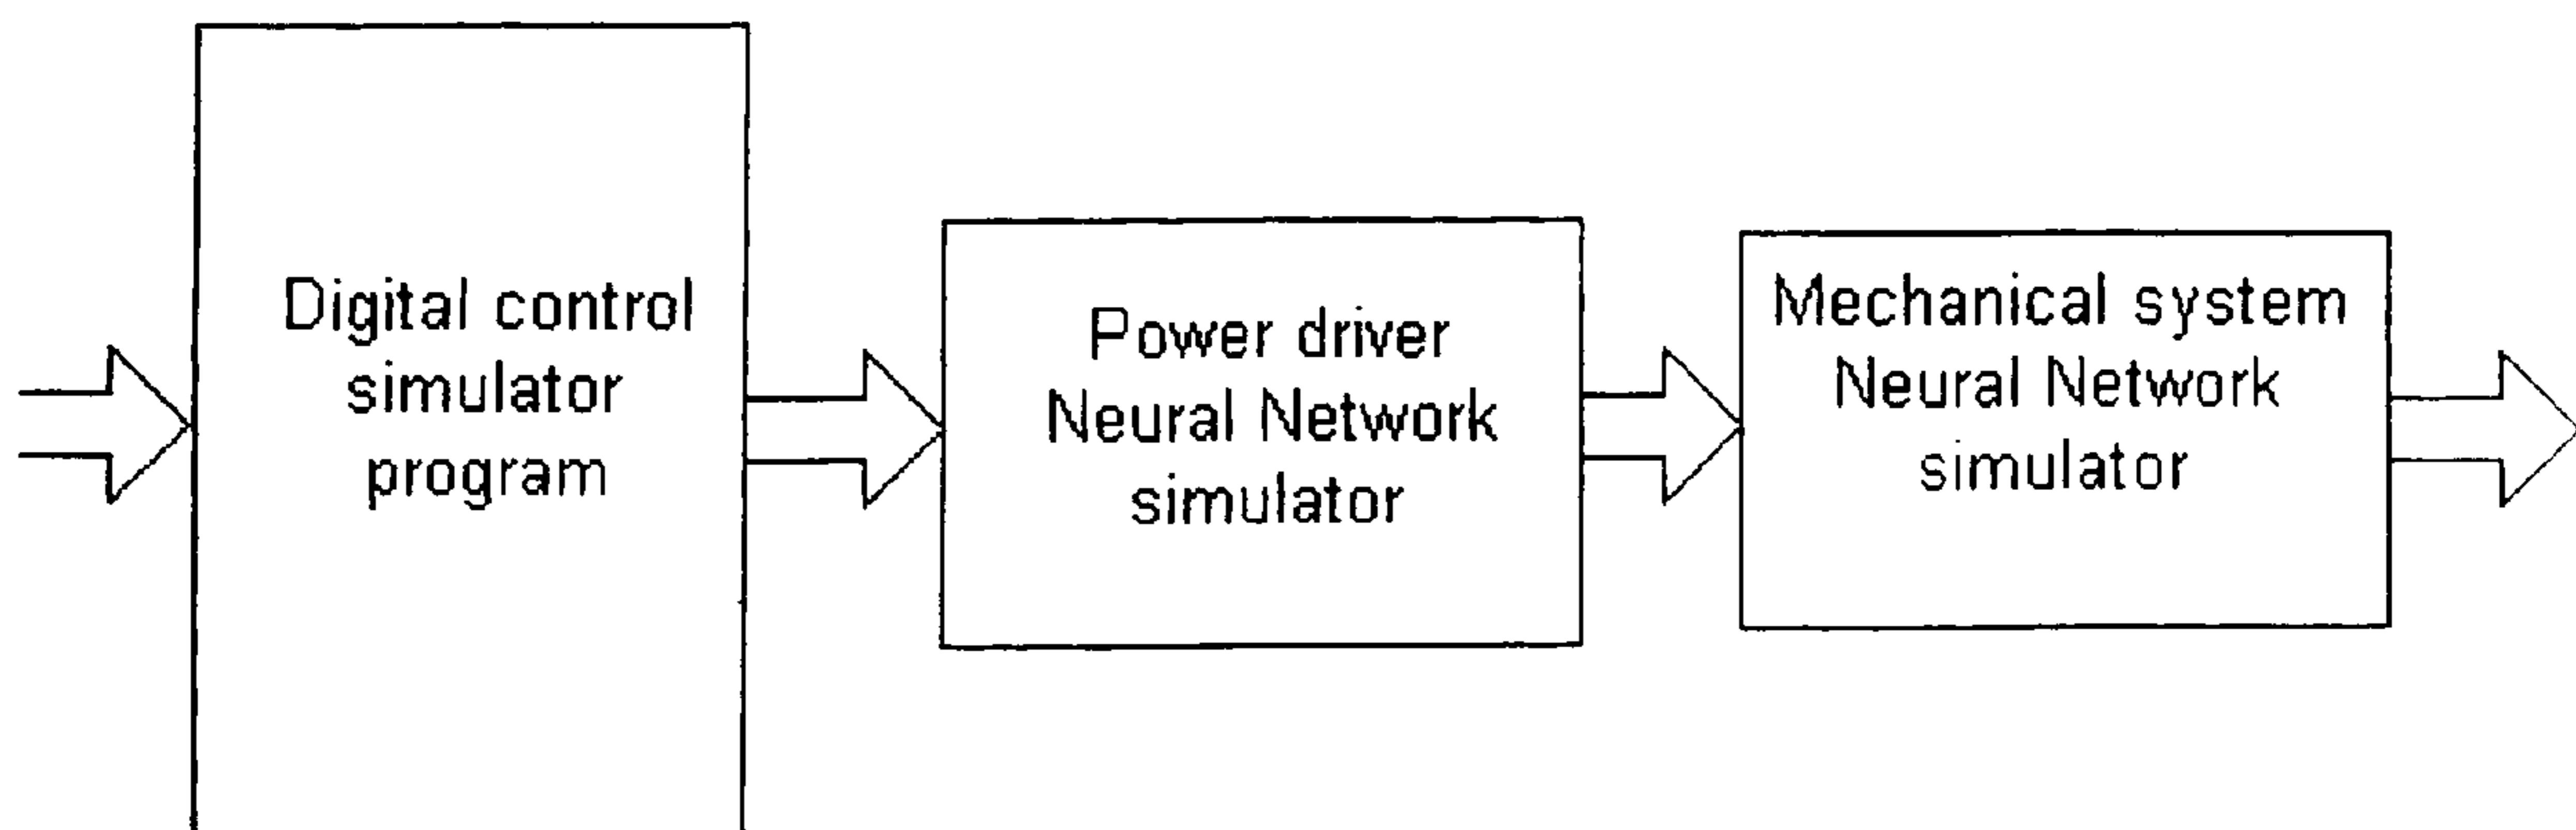 Digital control
simulator
program
Power driver
Neural Network
simulator
Mechanical system
Neural Network
simulator